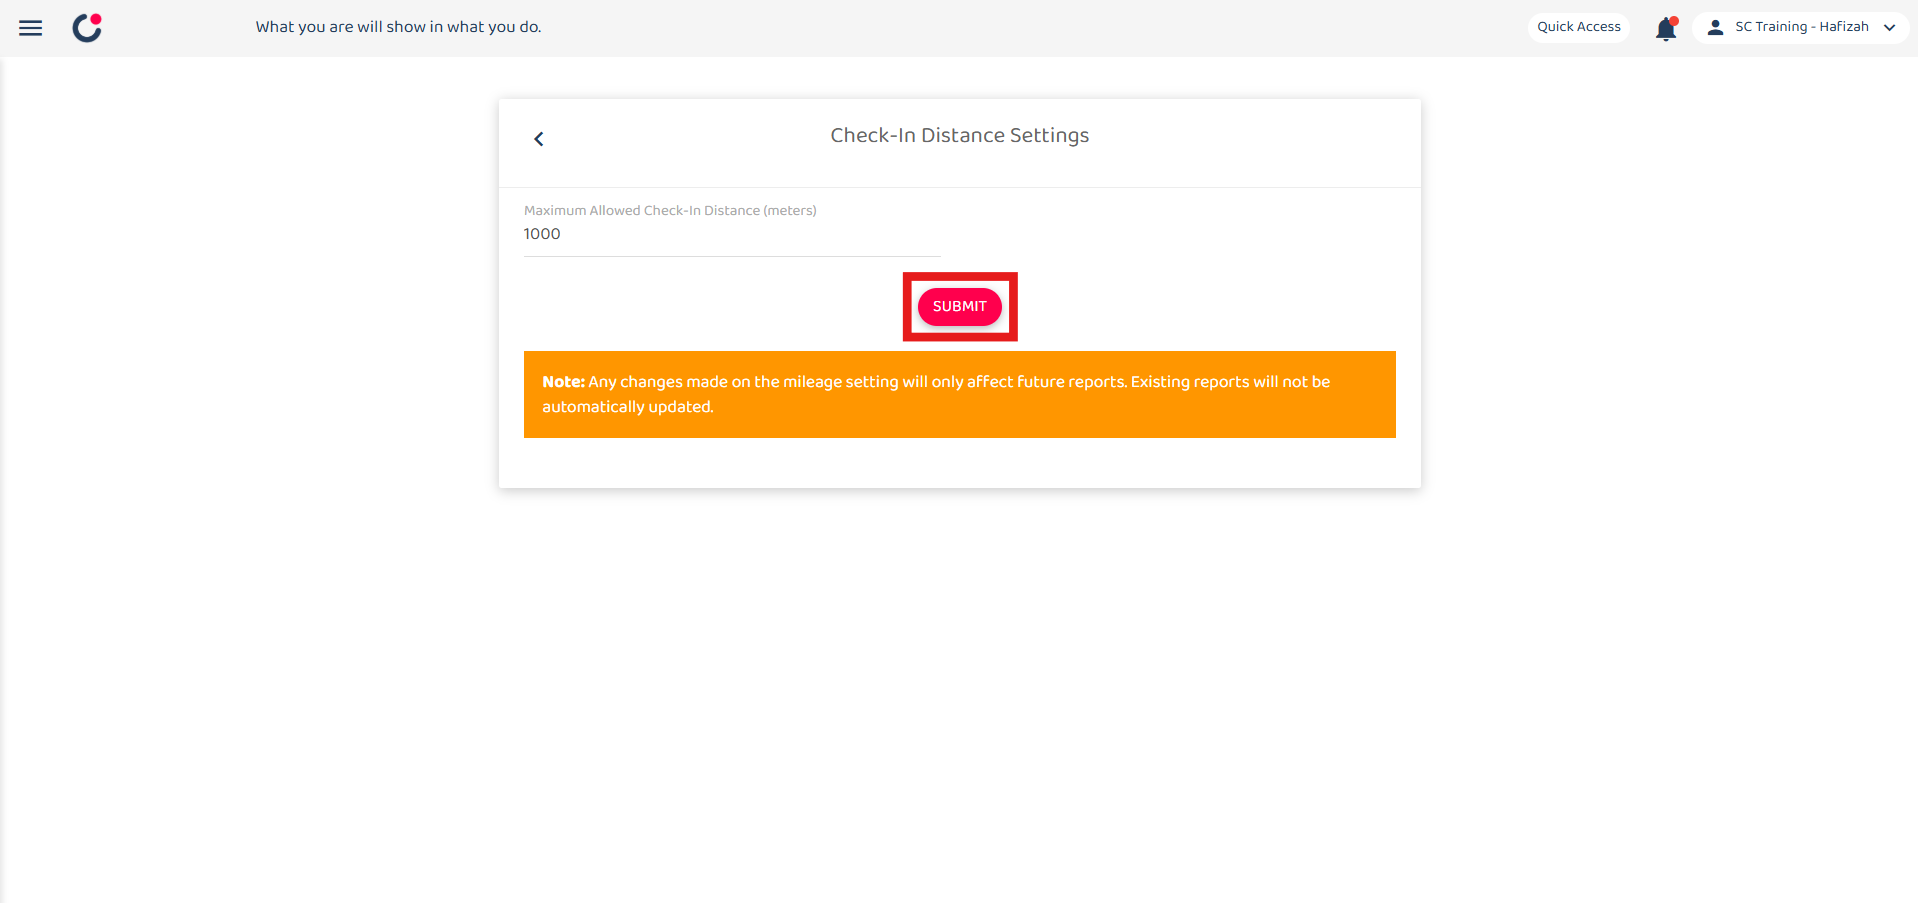 What you are will show in what you do.
Quick Access
SC Training - Hafizah
Check-In Distance Settings
Maximum Allowed Check-In Distance (meters)
1000
SUBMIT
Note: Any changes made on the mileage setting will only affect future reports. Existing reports will not be
automatically updated.